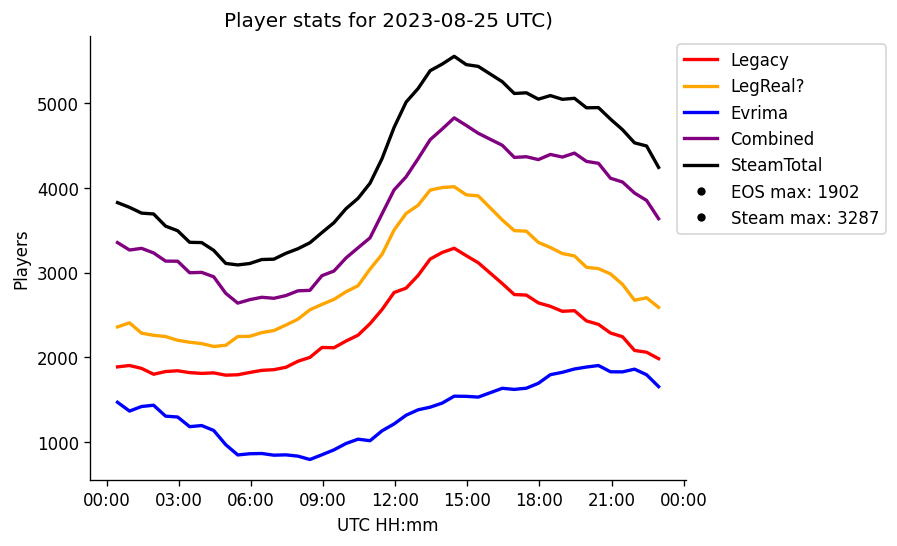 Player stats for 2023-08-25 UTC)
Legacy
LegReal?
Evrima
Combined
SteamTotal
EOS max: 1902
Steam max: 3287
Players
5000
4000
3000
2000
1000
00:00 03:00 06:00 09:00 12:00 15:00 18:00 21:00 00:00
UTC HH:mm